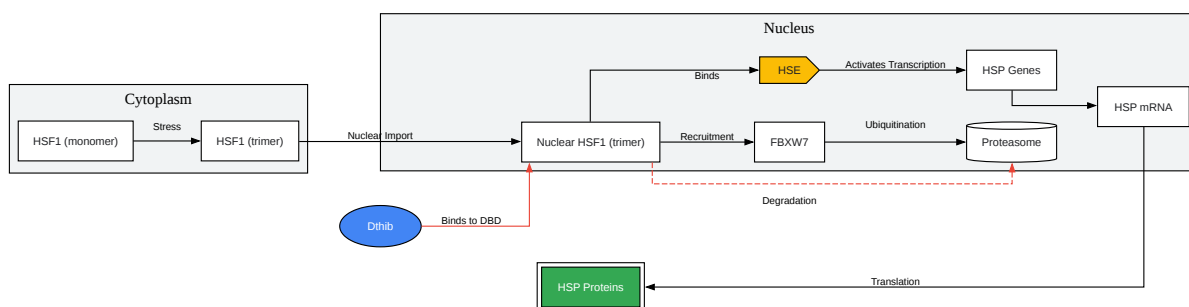 Nucleus
HSE
Activates Transcription
HSP Genes
Binds
Cytoplasm
HSP mRNA
HSF1 (monomer)
Stress
HSF1 (trimer)
Nuclear Import
Nuclear HSF1 (trimer)
Recruitment
FBXW7
Ubiquitination
Proteasome
Degradation
Dthib
Binds to DBD
HSP Proteins
Translation